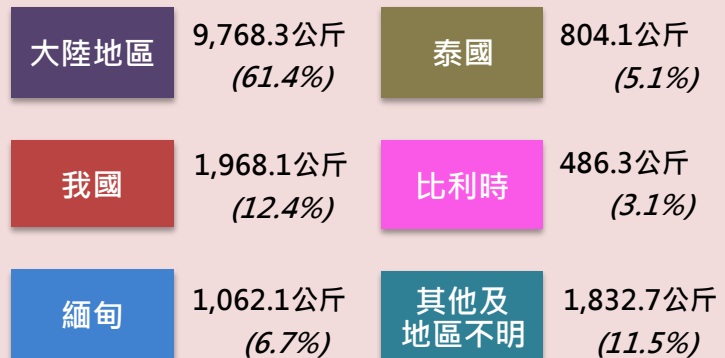 大陸地區
9,768.3公斤
(61.4%)
泰國
804.1公斤
(5.1%)
我國
1,968.1公斤
(12.4%)
比利時
486.3公斤
(3.1%)
緬甸
1,062.1公斤
(6.7%)
其他及
地區不明
1,832.7公斤
(11.5%)